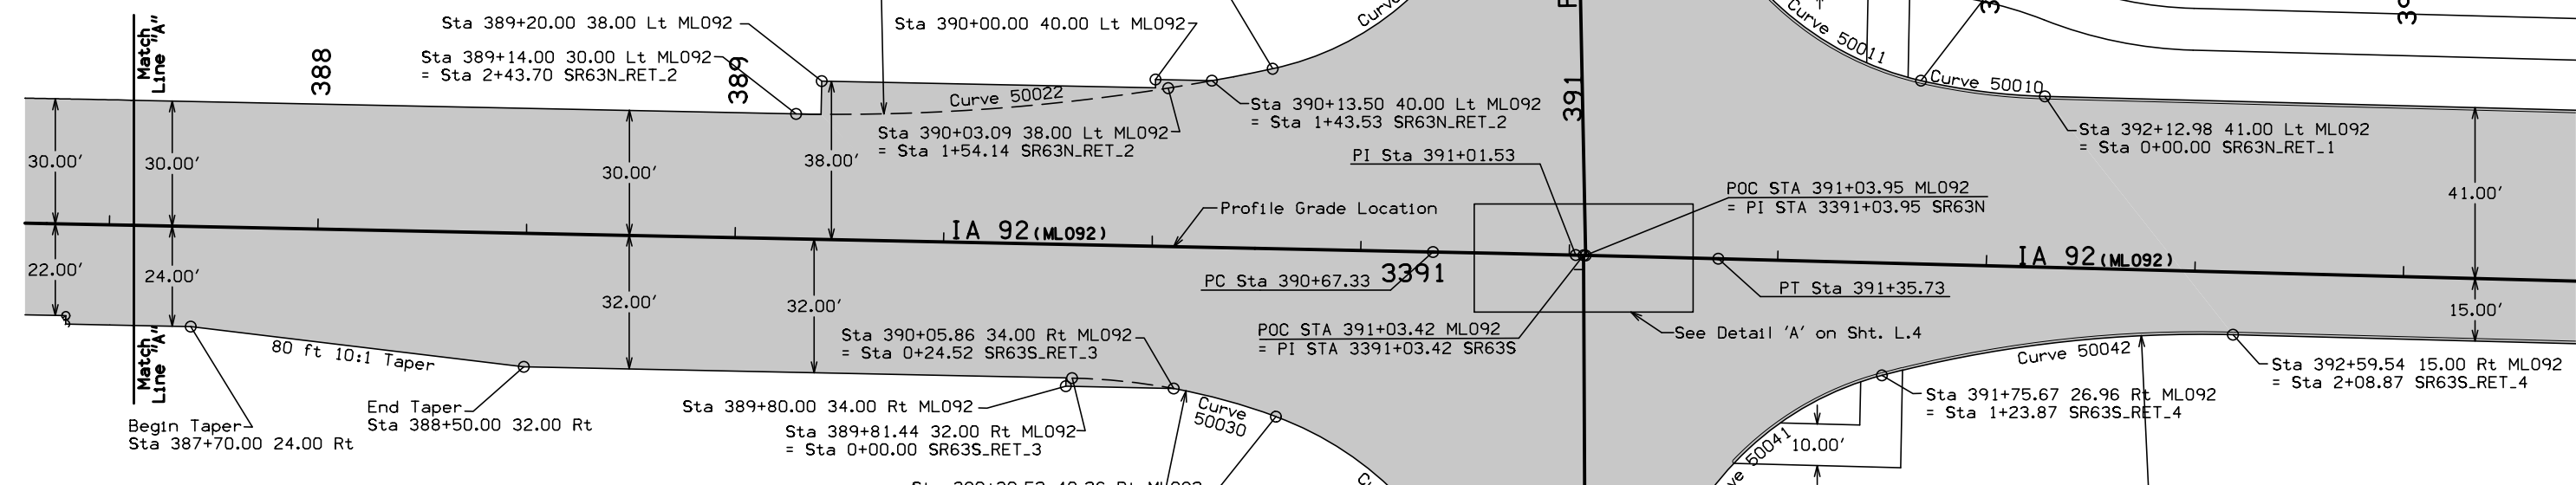 Match
Line "A"
388
389
Sta 389+20.00 38.00 Lt ML092
Sta 389+14.00 30.00 Lt ML092
= Sta 2+43.70 SR63N_RET_2
Sta 390+00.00 40.00 Lt ML092
Curve 50022
Sta 390+03.09 38.00 Lt ML092
= Sta 1+54.14 SR63N_RET_2
Sta 390+13.50 40.00 Lt ML092
= Sta 1+43.53 SR63N_RET_2
391
Curve 50011
Curve 50010
Sta 392+12.98 41.00 Lt ML092
= Sta 0+00.00 SR63N_RET_1
30.00'
30.00'
30.00'
38.00'
41.00'
PI Sta 391+01.53
POC STA 391+03.95 ML092
= PI STA 3391+03.95 SR63N
Profile Grade Location
IA 92(ML092)
IA 92(ML092)
22.00'
24.00'
32.00'
32.00'
15.00'
PC Sta 390+67.33
3391
PT Sta 391+35.73
POC STA 391+03.42 ML092
= PI STA 3391+03.42 SR63S
See Detail 'A' on Sht. L.4
Match
Line "A"
80 ft 10:1 Taper
Sta 390+05.86 34.00 Rt ML092
= Sta 0+24.52 SR63S_RET_3
Begin Taper
Sta 387+70.00 24.00 Rt
End Taper
Sta 388+50.00 32.00 Rt
Sta 389+80.00 34.00 Rt ML092
Sta 389+81.44 32.00 Rt ML092
= Sta 0+00.00 SR63S_RET_3
Curve
50030
Curve 50042
Sta 392+59.54 15.00 Rt ML092
= Sta 2+08.87 SR63S_RET_4
Sta 391+75.67 26.96 Rt ML092
= Sta 1+23.87 SR63S_RET_4
50041
10.00'